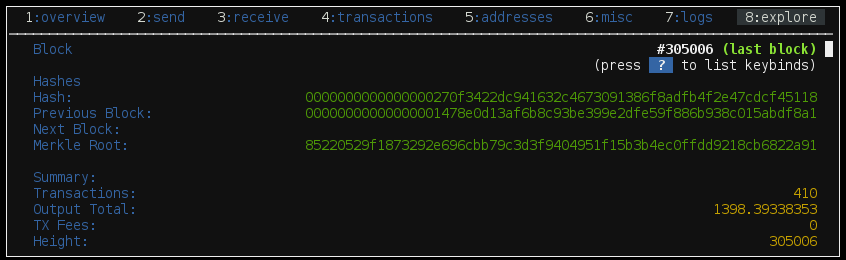 1:overview 2:send 3:receive 4:transactions 5:addresses 6:misc 7:logs 8:explore
Block #305006 (last block)
(press ? to list keybinds)
Hashes
Hash: 0000000000000000270f3422dc941632c4673091386f8adfb4f2e47cdcf45118
Previous Block: 00000000000000001478e0d13af6b8c93be399e2dfe59f886b938c015abdf8a1
Next Block:
Merkle Root: 85220529f1873292e696cbb79c3d3f9404951f15b3b4ec0ffdd9218cb6822a91
Summary:
Transactions: 410
Output Total: 1398.39338353
TX Fees: 0
Height: 305006